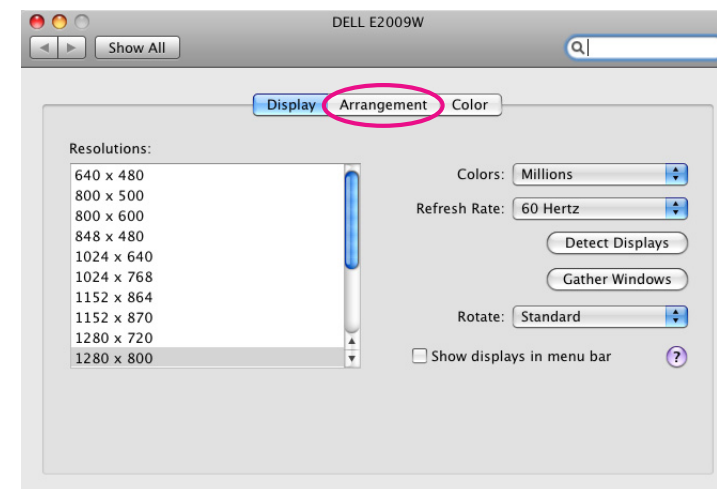 DELL E2009W
Show All
Display Arrangement Color
Resolutions:
640 x 480
800 x 500
800 x 600
848 x 480
1024 x 640
1024 x 768
1152 x 864
1152 x 870
1280 x 720
1280 x 800
Colors: Millions
Refresh Rate: 60 Hertz
Detect Displays
Gather Windows
Rotate: Standard
Show displays in menu bar ?